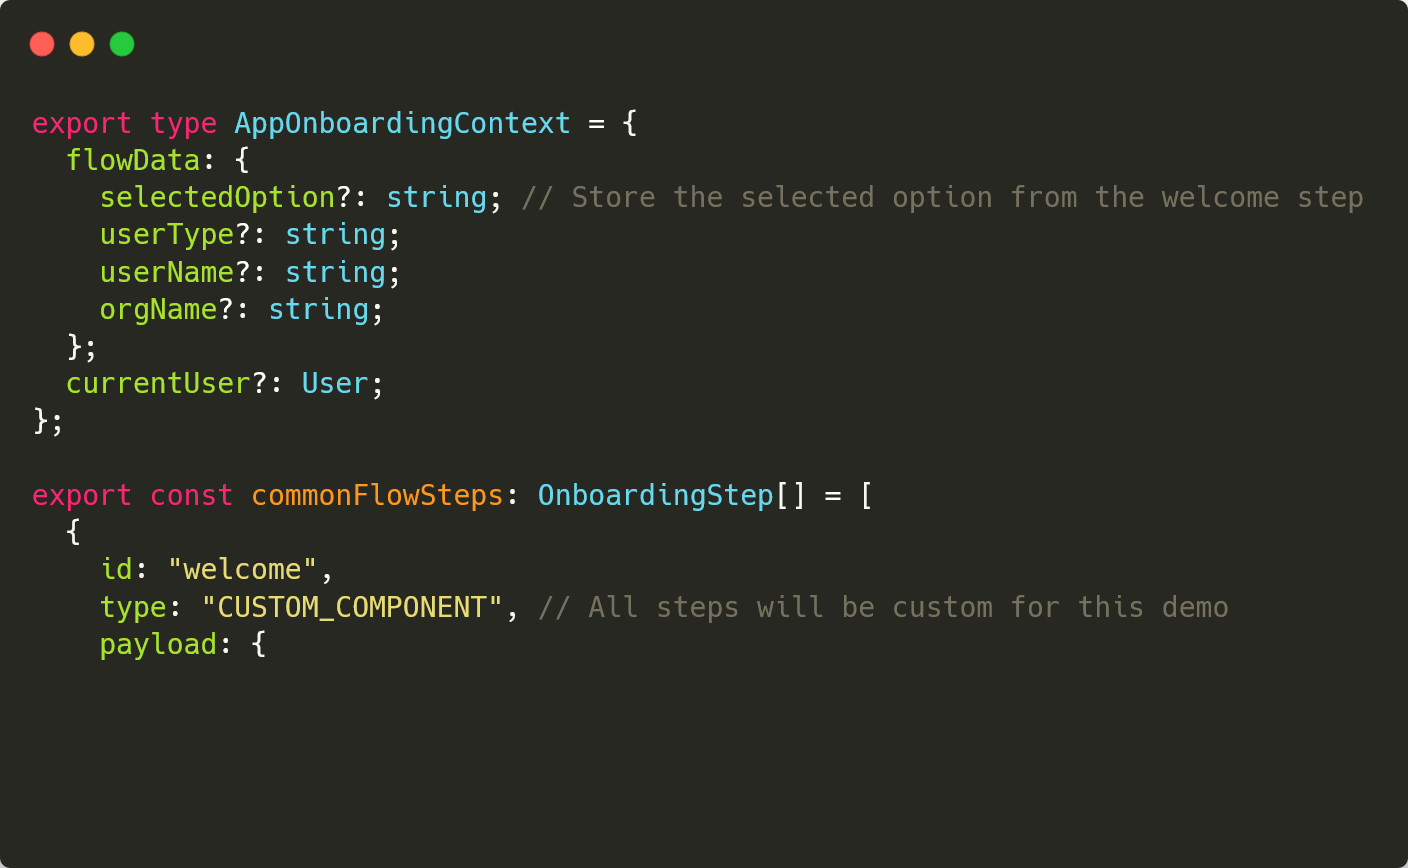 export type AppOnboardingContext = {
  flowData: {
    selectedOption?: string; // Store the selected option from the welcome step
    userType?: string;
    userName?: string;
    orgName?: string;
  };
  currentUser?: User;
};

export const commonFlowSteps: OnboardingStep[] = [
  {
    id: "welcome",
    type: "CUSTOM_COMPONENT", // All steps will be custom for this demo
    payload: {